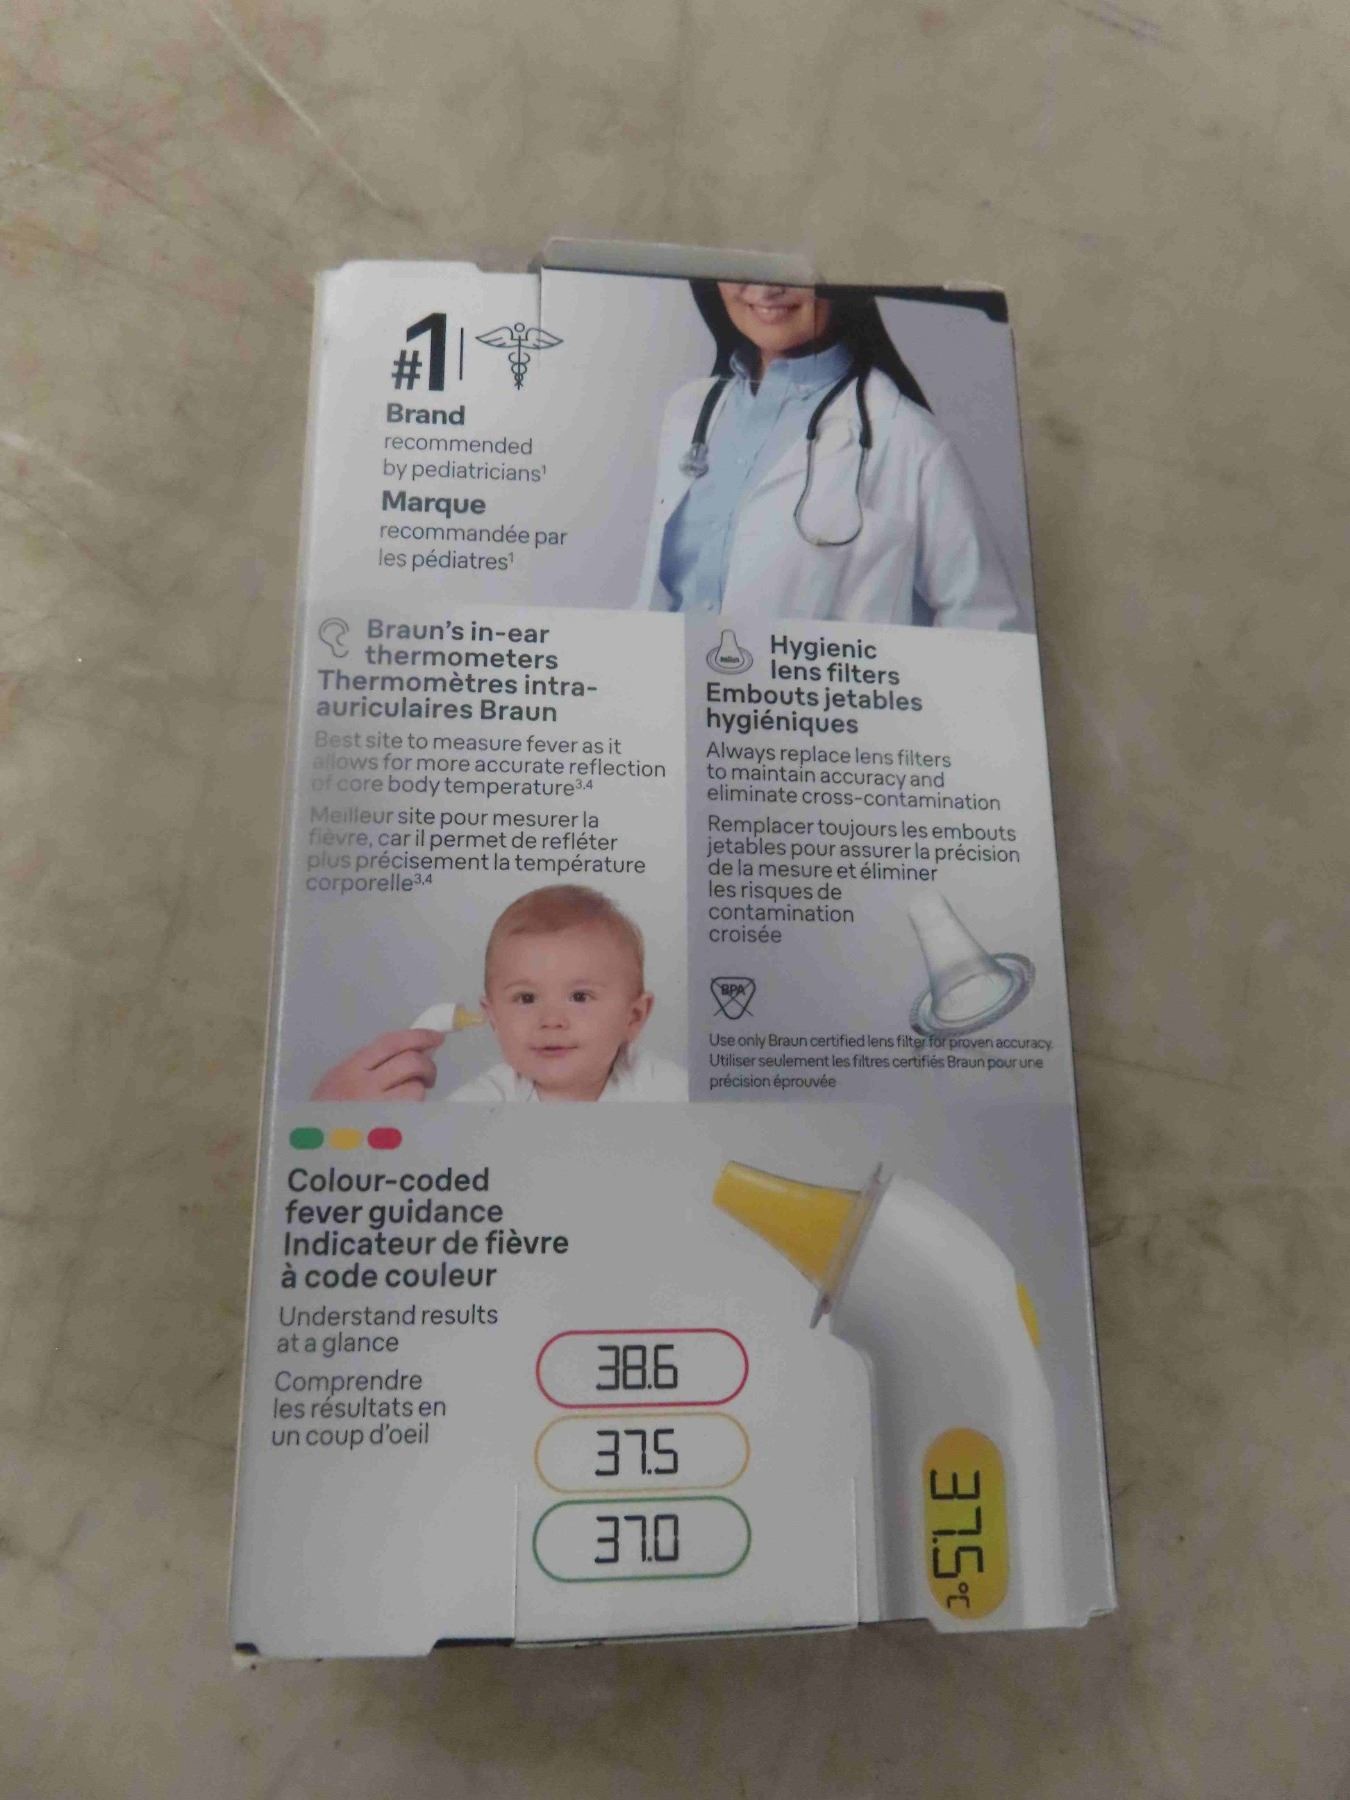 #1
Brand
recommended
by pediatricians¹
Marque
recommandée par
les pédiatres¹
Braun's in-ear
thermometers
Thermomètres intra-
auriculaires Braun
Best site to measure fever as it
allows for more accurate reflection
of core body temperature³,⁴
Meilleur site pour mesurer la
fièvre, car il permet de refléter
plus précisement la température
corporelle³,⁴
Hygienic
lens filters
Embouts jetables
hygiéniques
Always replace lens filters
to maintain accuracy and
eliminate cross-contamination
Remplacer toujours les embouts
jetables pour assurer la précision
de la mesure et éliminer
les risques de
contamination
croisée
BPA
Use only Braun certified lens filter for proven accuracy.
Utiliser seulement les filtres certifiés Braun pour une
précision éprouvée
Colour-coded
fever guidance
Indicateur de fièvre
à code couleur
Understand results
at a glance
Comprendre
les résultats en
un coup d'oeil
38.6
37.5
37.0
37.5°C